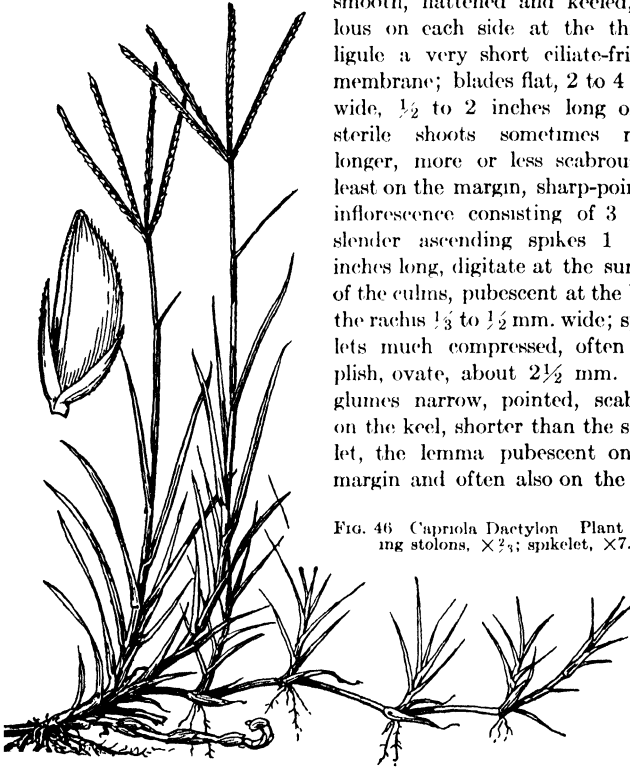 smooth, flattened and keeled,
lous on each side at the th
ligule a very short ciliate-fri
membrane; blades flat, 2 to 4
wide, ½ to 2 inches long o
sterile shoots sometimes
longer, more or less scabrou
least on the margin, sharp-poi
inflorescence consisting of 3
slender ascending spikes 1
inches long, digitate at the su
of the culms, pubescent at the
the rachis ⅓ to ½ mm. wide; s
lets much compressed, often
plish, ovate, about 2½ mm.
glumes narrow, pointed, scab
on the keel, shorter than the s
let, the lemma pubescent on
margin and often also on the
FIG. 46 Capriola Dactylon Plant
ing stolons, ×⅔; spikelet, ×7.